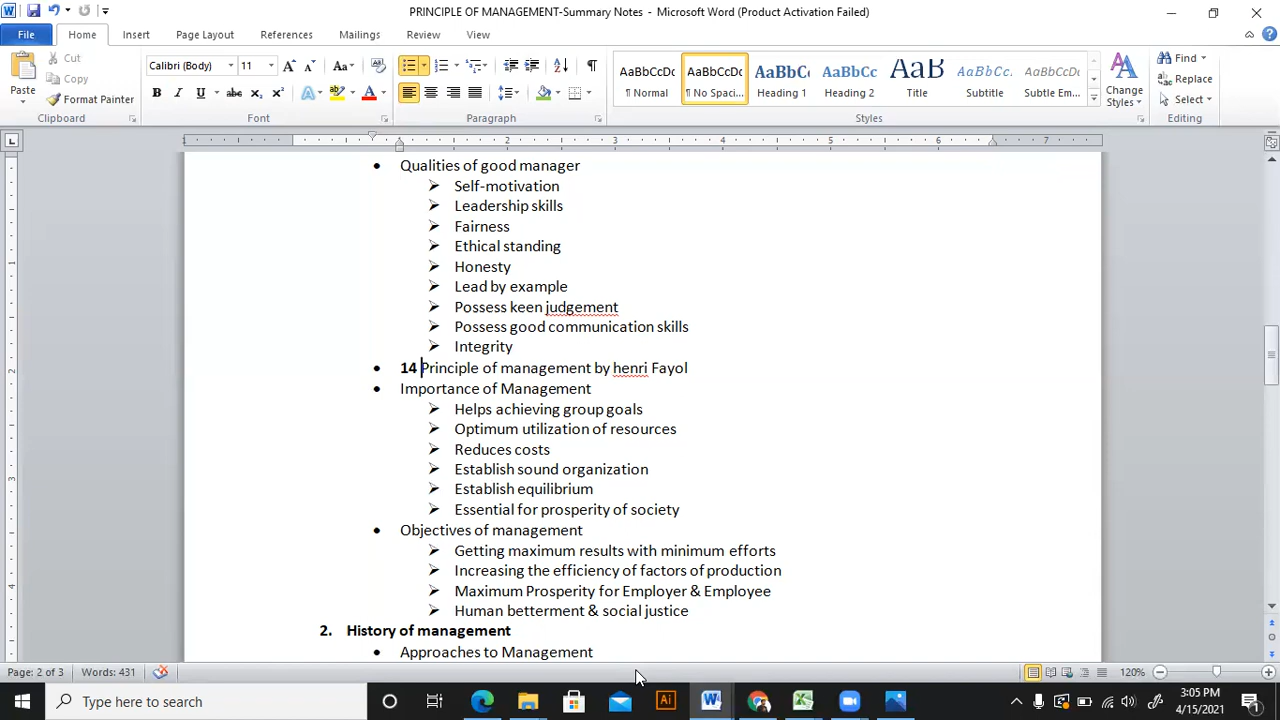 PRINCIPLE OF MANAGEMENT-Summary Notes - Microsoft Word (Product Activation Failed)
File Home Insert Page Layout References Mailings Review View
Paste Cut Copy Format Painter Clipboard
Calibri (Body) 11 Font
Paragraph
AaBbCcDc ¶ Normal AaBbCcDc ¶ No Spaci... AaBbCc Heading 1 AaBbCc Heading 2 AaB Title AaBbCc. Subtitle AaBbCcDc Subtle Em... Change Styles Styles
Find Replace Select Editing
1 1 2 3 4 5 6 7
• Qualities of good manager
➢ Self-motivation
➢ Leadership skills
➢ Fairness
➢ Ethical standing
➢ Honesty
➢ Lead by example
➢ Possess keen judgement
➢ Possess good communication skills
➢ Integrity
• 14 Principle of management by henri Fayol
• Importance of Management
➢ Helps achieving group goals
➢ Optimum utilization of resources
➢ Reduces costs
➢ Establish sound organization
➢ Establish equilibrium
➢ Essential for prosperity of society
• Objectives of management
➢ Getting maximum results with minimum efforts
➢ Increasing the efficiency of factors of production
➢ Maximum Prosperity for Employer & Employee
➢ Human betterment & social justice
2. History of management
• Approaches to Management
Page: 2 of 3 Words: 431 120%
Type here to search
3:05 PM
4/15/2021